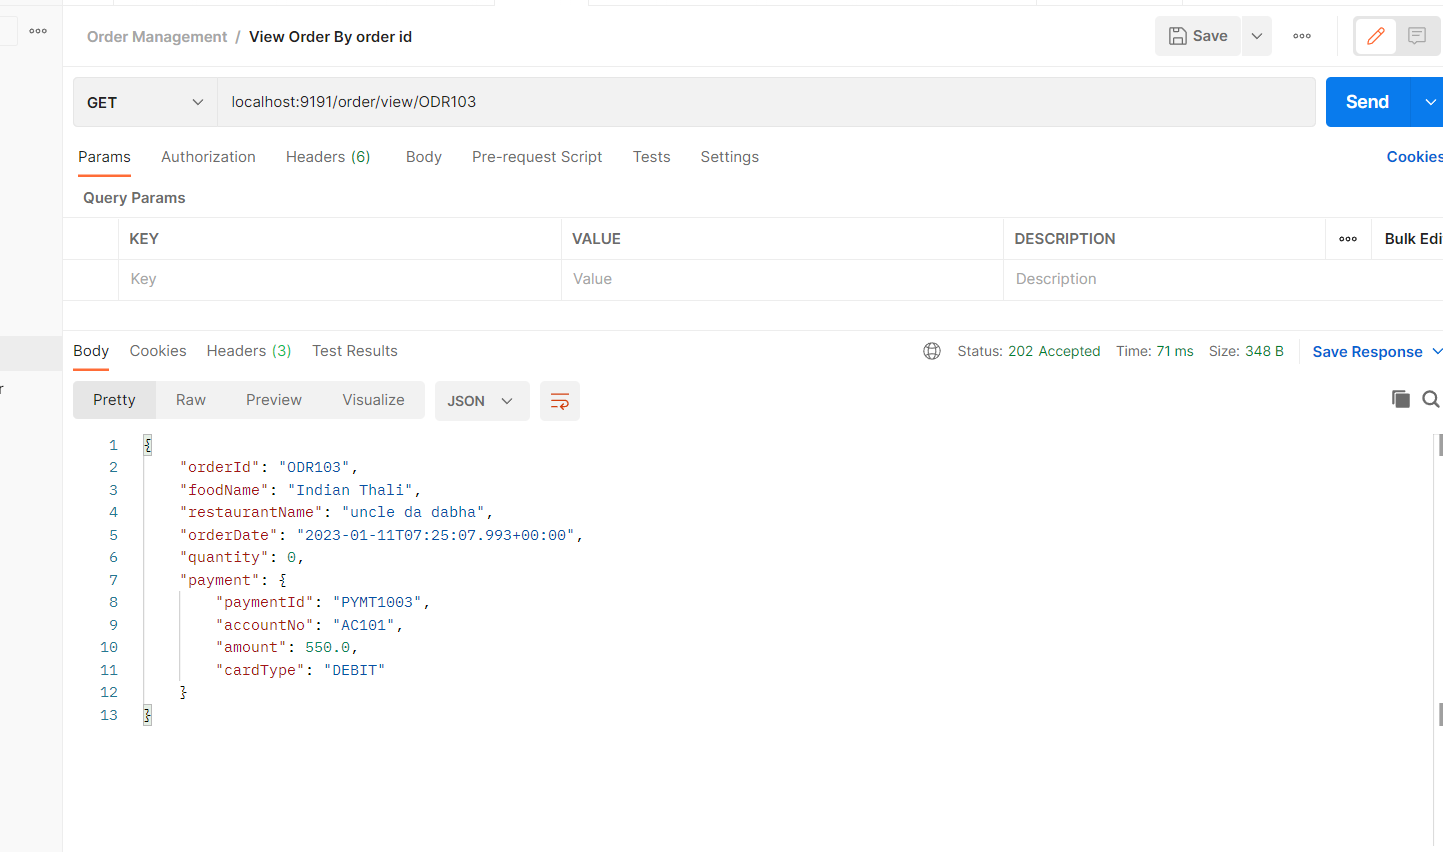 Order Management / View Order By order id
Save
GET localhost:9191/order/view/ODR103 Send
Params Authorization Headers (6) Body Pre-request Script Tests Settings Cookies
Query Params
KEY VALUE DESCRIPTION Bulk Edi
Key Value Description
Body Cookies Headers (3) Test Results Status: 202 Accepted Time: 71 ms Size: 348 B Save Response
Pretty Raw Preview Visualize JSON
r
1 {
2 "orderId": "ODR103",
3 "foodName": "Indian Thali",
4 "restaurantName": "uncle da dabha",
5 "orderDate": "2023-01-11T07:25:07.993+00:00",
6 "quantity": 0,
7 "payment": {
8 "paymentId": "PYMT1003",
9 "accountNo": "AC101",
10 "amount": 550.0,
11 "cardType": "DEBIT"
12 }
13 }